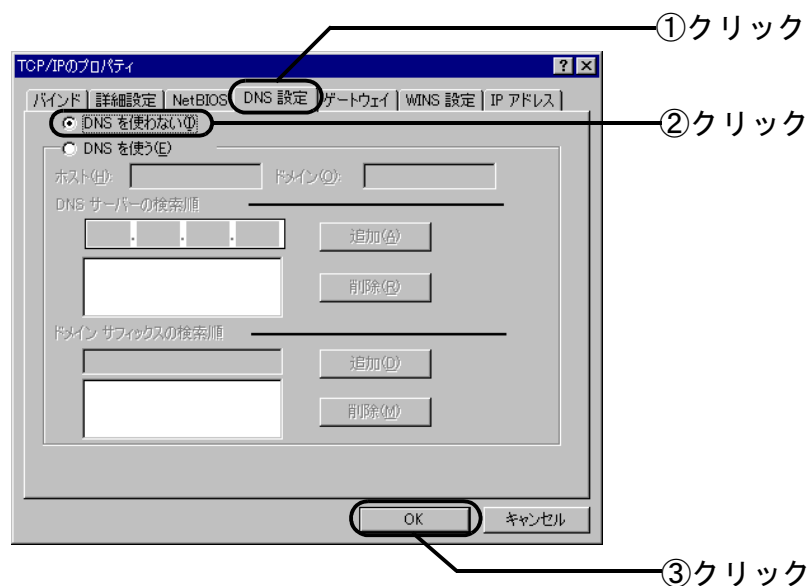 ①クリック
TCP/IPのプロパティ
バインド 詳細設定 NetBIOS DNS 設定 ゲートウェイ WINS 設定 IP アドレス
DNS を使わない(I)
②クリック
DNS を使う(E)
ホスト(H): ドメイン(O):
DNS サーバーの検索順
追加(A)
削除(R)
ドメイン サフィックスの検索順
追加(D)
削除(M)
OK キャンセル
③クリック